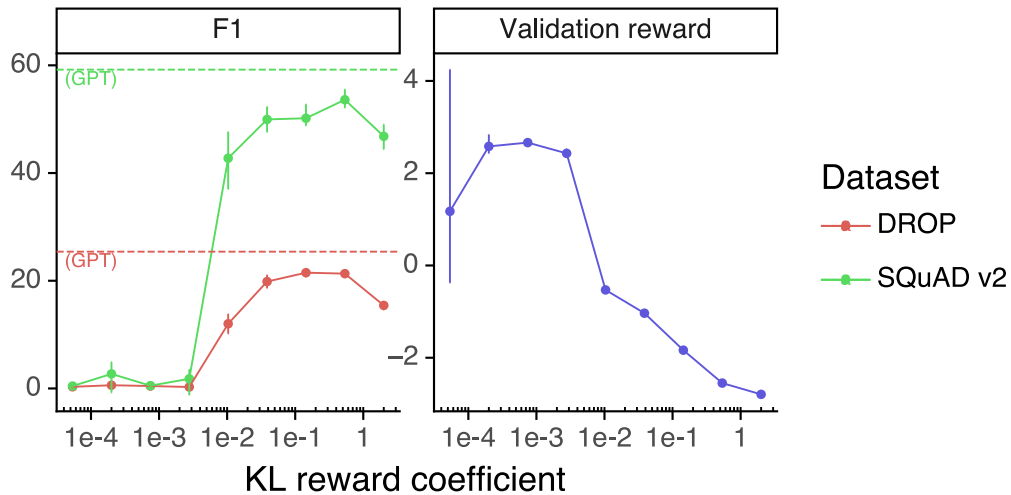 F1
Validation reward
60
40
20
0
(GPT)
(GPT)
4
2
0
−2
1e-4 1e-3 1e-2 1e-1 1
1e-4 1e-3 1e-2 1e-1 1
KL reward coefficient
Dataset
DROP
SQuAD v2